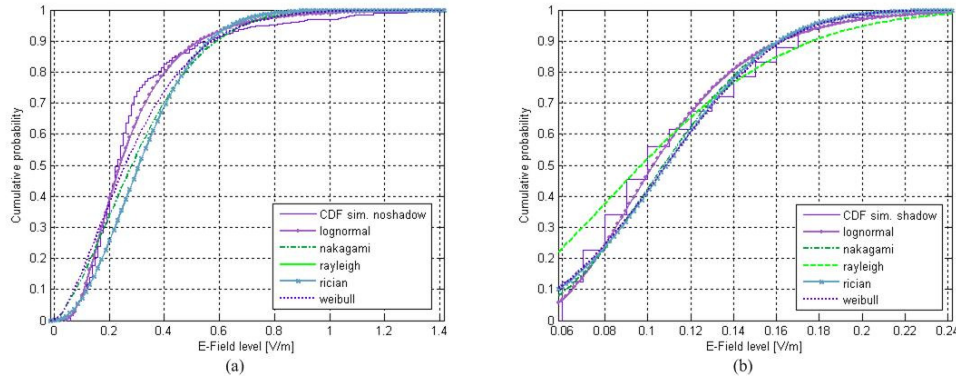 Cumulative probability
1
0.9
0.8
0.7
0.6
0.5
0.4
0.3
0.2
0.1
0
0 0.2 0.4 0.6 0.8 1 1.2 1.4
E-Field level [V/m]
CDF sim. noshadow
lognormal
nakagami
rayleigh
rician
weibull
(a)
Cumulative probability
1
0.9
0.8
0.7
0.6
0.5
0.4
0.3
0.2
0.1
0
0.06 0.08 0.1 0.12 0.14 0.16 0.18 0.2 0.22 0.24
E-Field level [V/m]
CDF sim. shadow
lognormal
nakagami
rayleigh
rician
weibull
(b)